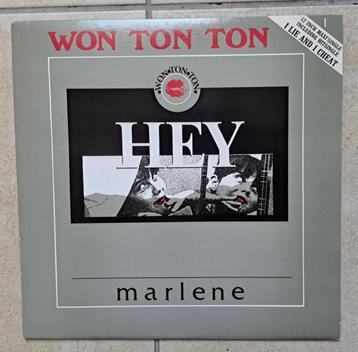 WON TON TON
12 INCH MAXI SINGLE
INCLUDING HITSINGLE
I LIE AND I CHEAT
WON•TON•TON
HEY
marlene